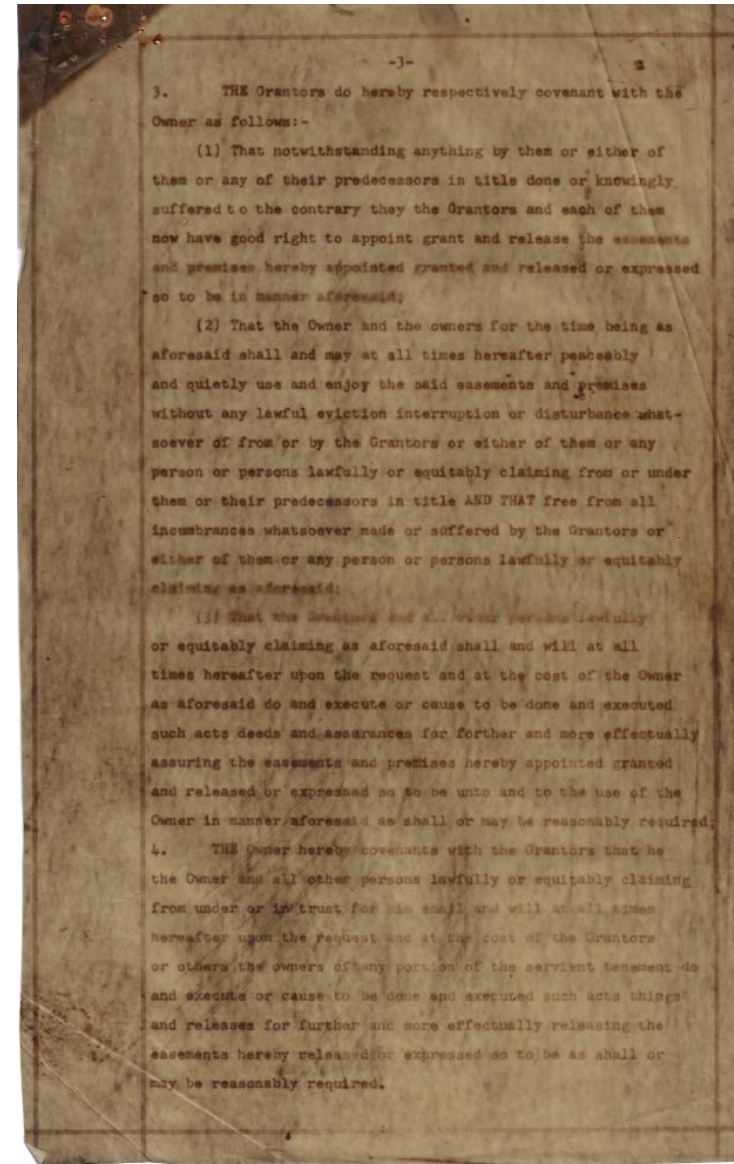 -3-
3. THE Grantors do hereby respectively covenant with the
Owner as follows:-
(1) That notwithstanding anything by them or either of
them or any of their predecessors in title done or knowingly
suffered t o the contrary they the Grantors and each of them
now have good right to appoint grant and release the easements
and premises hereby appointed granted and released or expressed
so to be in manner aforesaid;
(2) That the Owner and the owners for the time being as
aforesaid shall and may at all times hereafter peaceably
and quietly use and enjoy the said easements and premises
without any lawful eviction interruption or disturbance what-
soever of from or by the Grantors or either of them or any
person or persons lawfully or equitably claiming from or under
them or their predecessors in title AND THAT free from all
incumbrances whatsoever made or suffered by the Grantors or
either of them or any person or persons lawfully or equitably
claiming as aforesaid;
(3) That the Grantors and all other persons lawfully
or equitably claiming as aforesaid shall and will at all
times hereafter upon the request and at the cost of the Owner
as aforesaid do and execute or cause to be done and executed
such acts deeds and assurances for forther and more effectually
assuring the easements and premises hereby appointed granted
and released or expressed so to be unto and to the use of the
Owner in manner aforesaid as shall or may be reasonably required;
4. THE Owner hereby covenants with the Grantors that he
the Owner and all other persons lawfully or equitably claiming
from under or in trust for him shall and will at all times
hereafter upon the request and at the cost of the Grantors
or others the owners of any portion of the servient tenement do
and execute or cause to be done and executed such acts things
and releases for further and more effectually releasing the
easements hereby released or expressed so to be as shall or
may be reasonably required.